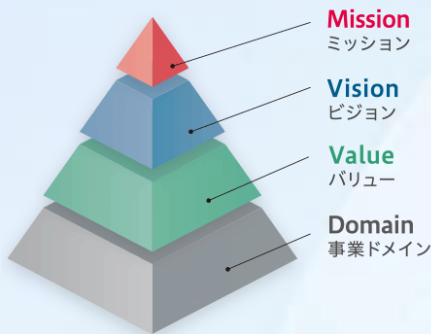 Mission
ミッション
Vision
ビジョン
Value
バリュー
Domain
事業ドメイン